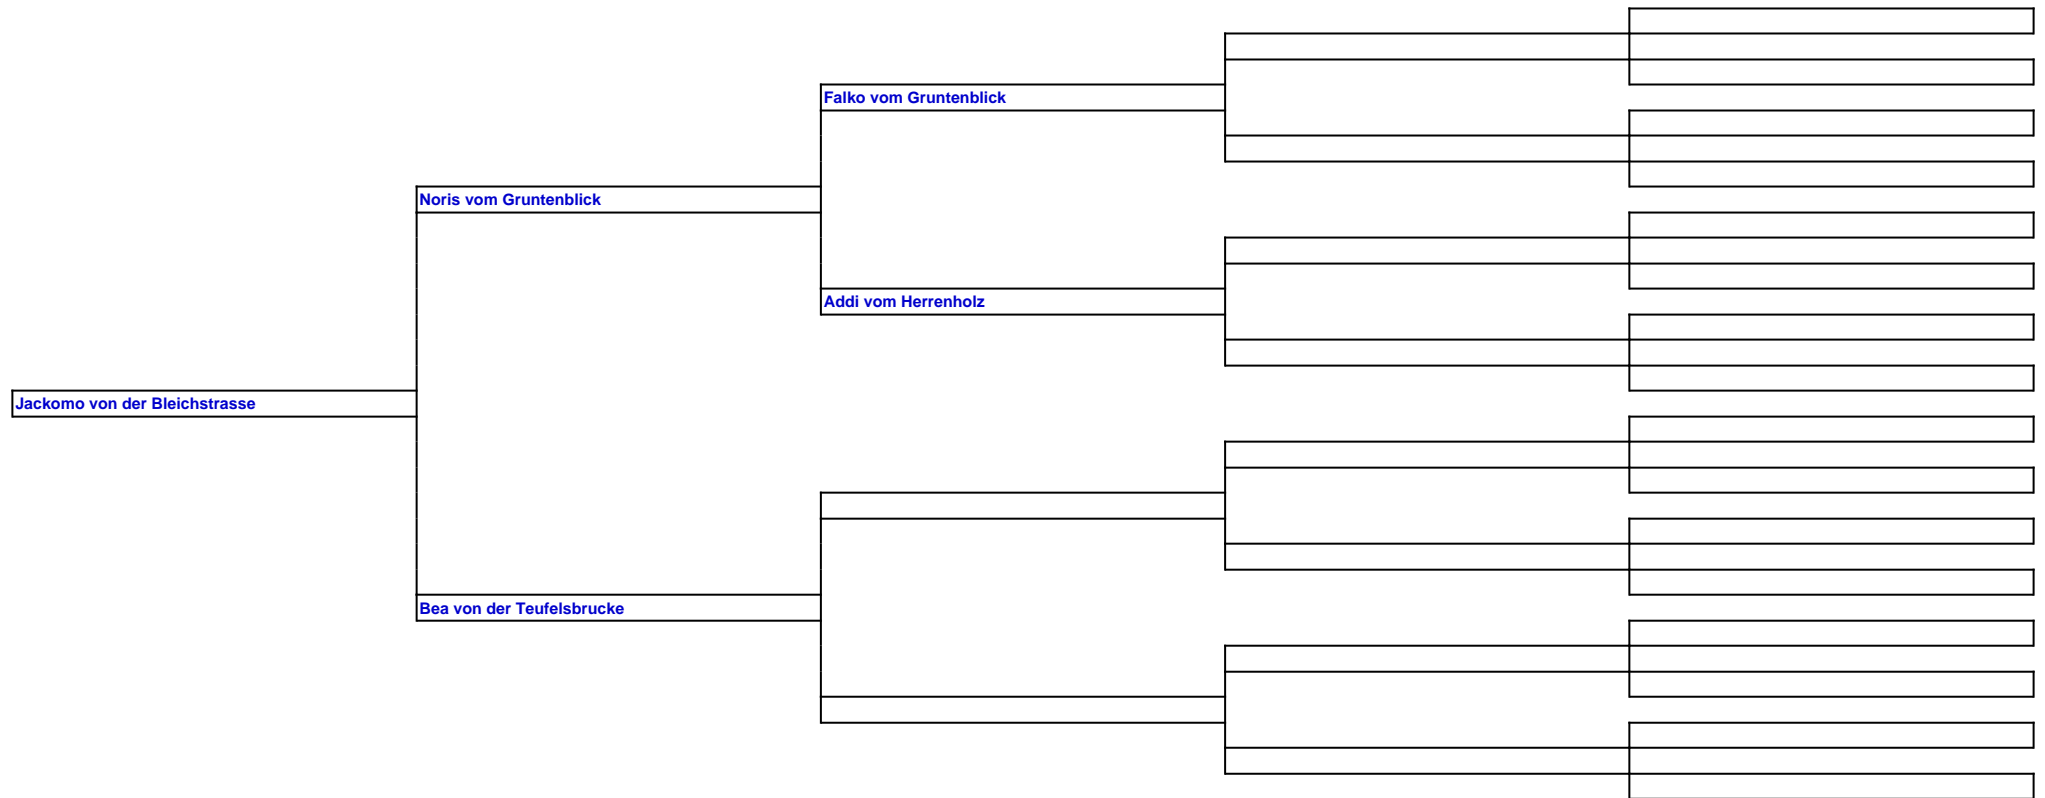 Falko vom Gruntenblick
Noris vom Gruntenblick
Addi vom Herrenholz
Jackomo von der Bleichstrasse
Bea von der Teufelsbrucke